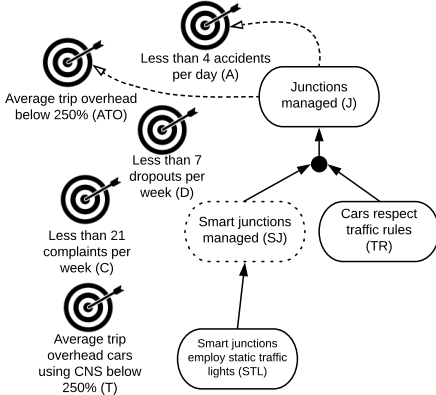 Less than 4 accidents
per day (A)
Average trip overhead
below 250% (ATO)
Junctions
managed (J)
Less than 7
dropouts per
week (D)
Smart junctions
managed (SJ)
Cars respect
traffic rules
(TR)
Less than 21
complaints per
week (C)
Average trip
overhead cars
using CNS below
250% (T)
Smart junctions
employ static traffic
lights (STL)